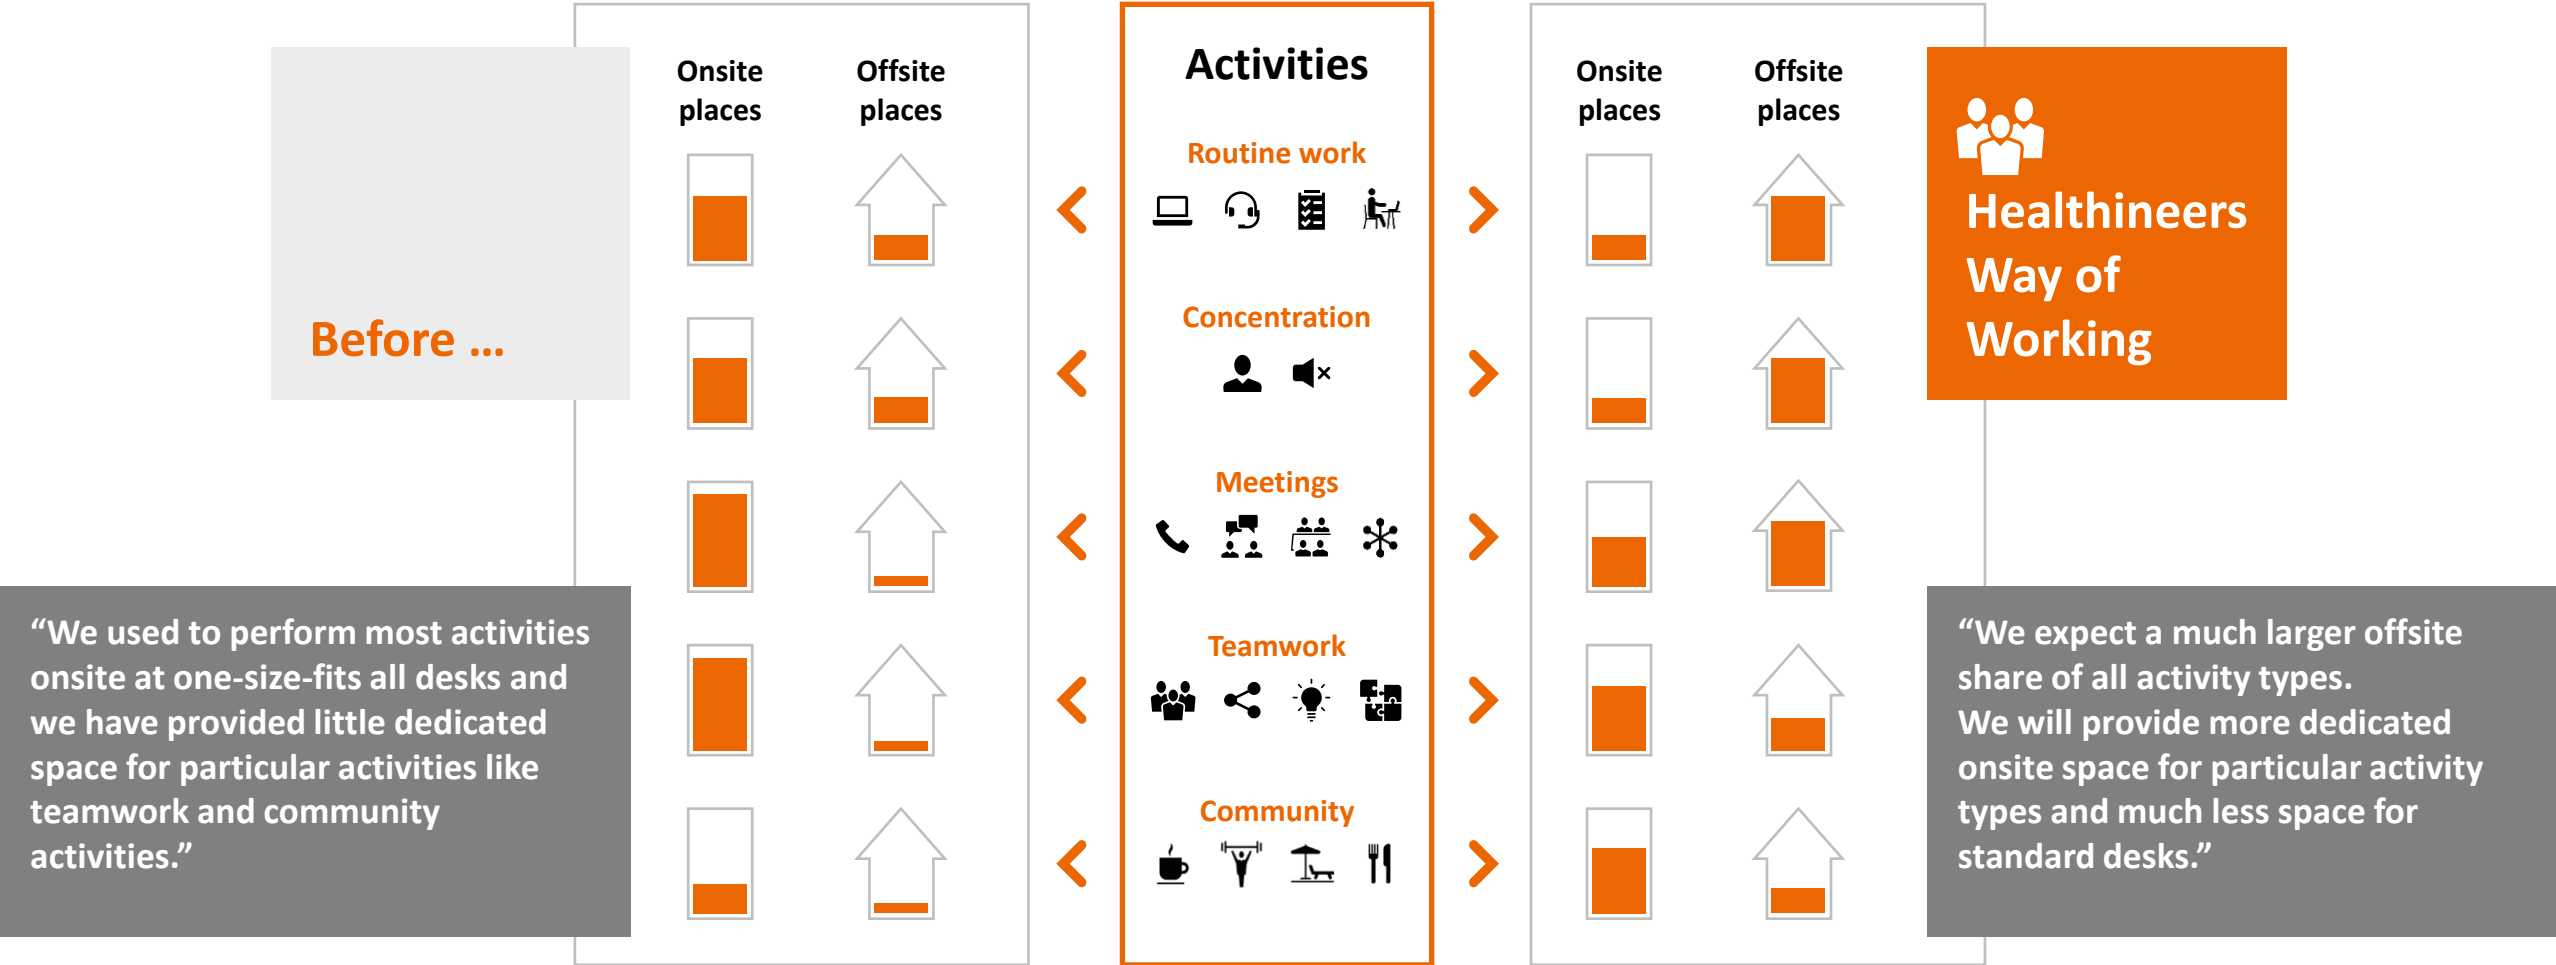 Before ...
“We used to perform most activities
onsite at one-size-fits all desks and
we have provided little dedicated
space for particular activities like
teamwork and community
activities.”
Onsite
places
Offsite
places
Activities
Routine work
Concentration
Meetings
Teamwork
Community
Onsite
places
Offsite
places
Healthineers
Way of
Working
“We expect a much larger offsite
share of all activity types.
We will provide more dedicated
onsite space for particular activity
types and much less space for
standard desks.”